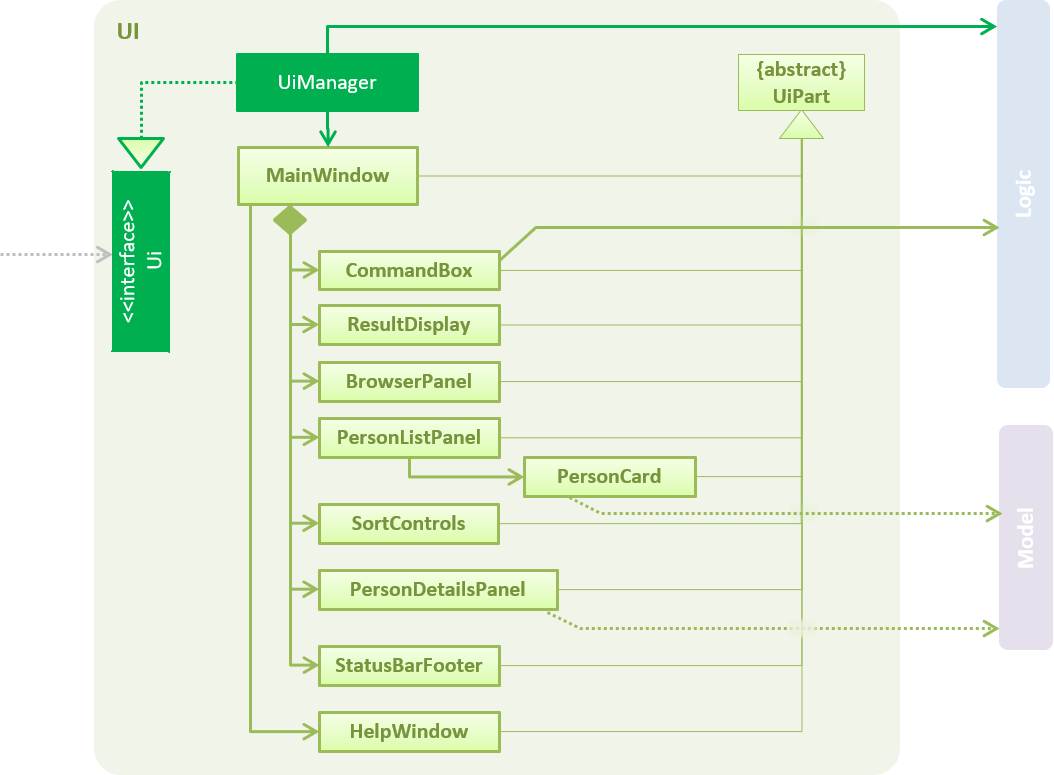 UI
UiManager
{abstract}
UiPart
MainWindow
<<interface>>
Ui
Logic
CommandBox
ResultDisplay
BrowserPanel
PersonListPanel
PersonCard
SortControls
Model
PersonDetailsPanel
StatusBarFooter
HelpWindow